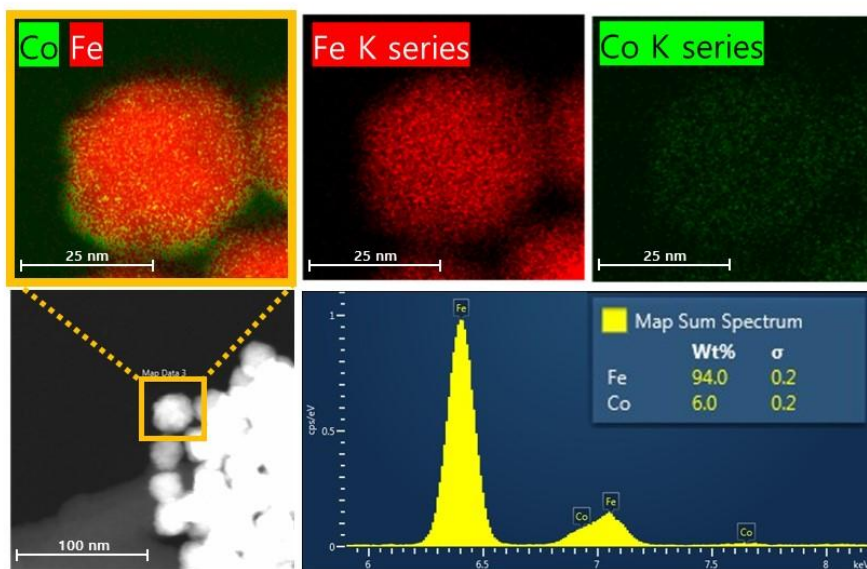 Co Fe
25 nm
Fe K series
25 nm
Co K series
25 nm
Map Data 3
100 nm
Fe
Map Sum Spectrum
Wt% σ
Fe 94.0 0.2
Co 6.0 0.2
1
0.5
0
cps/eV
Co
Fe
Co
6 6.5 7 7.5 8 keV